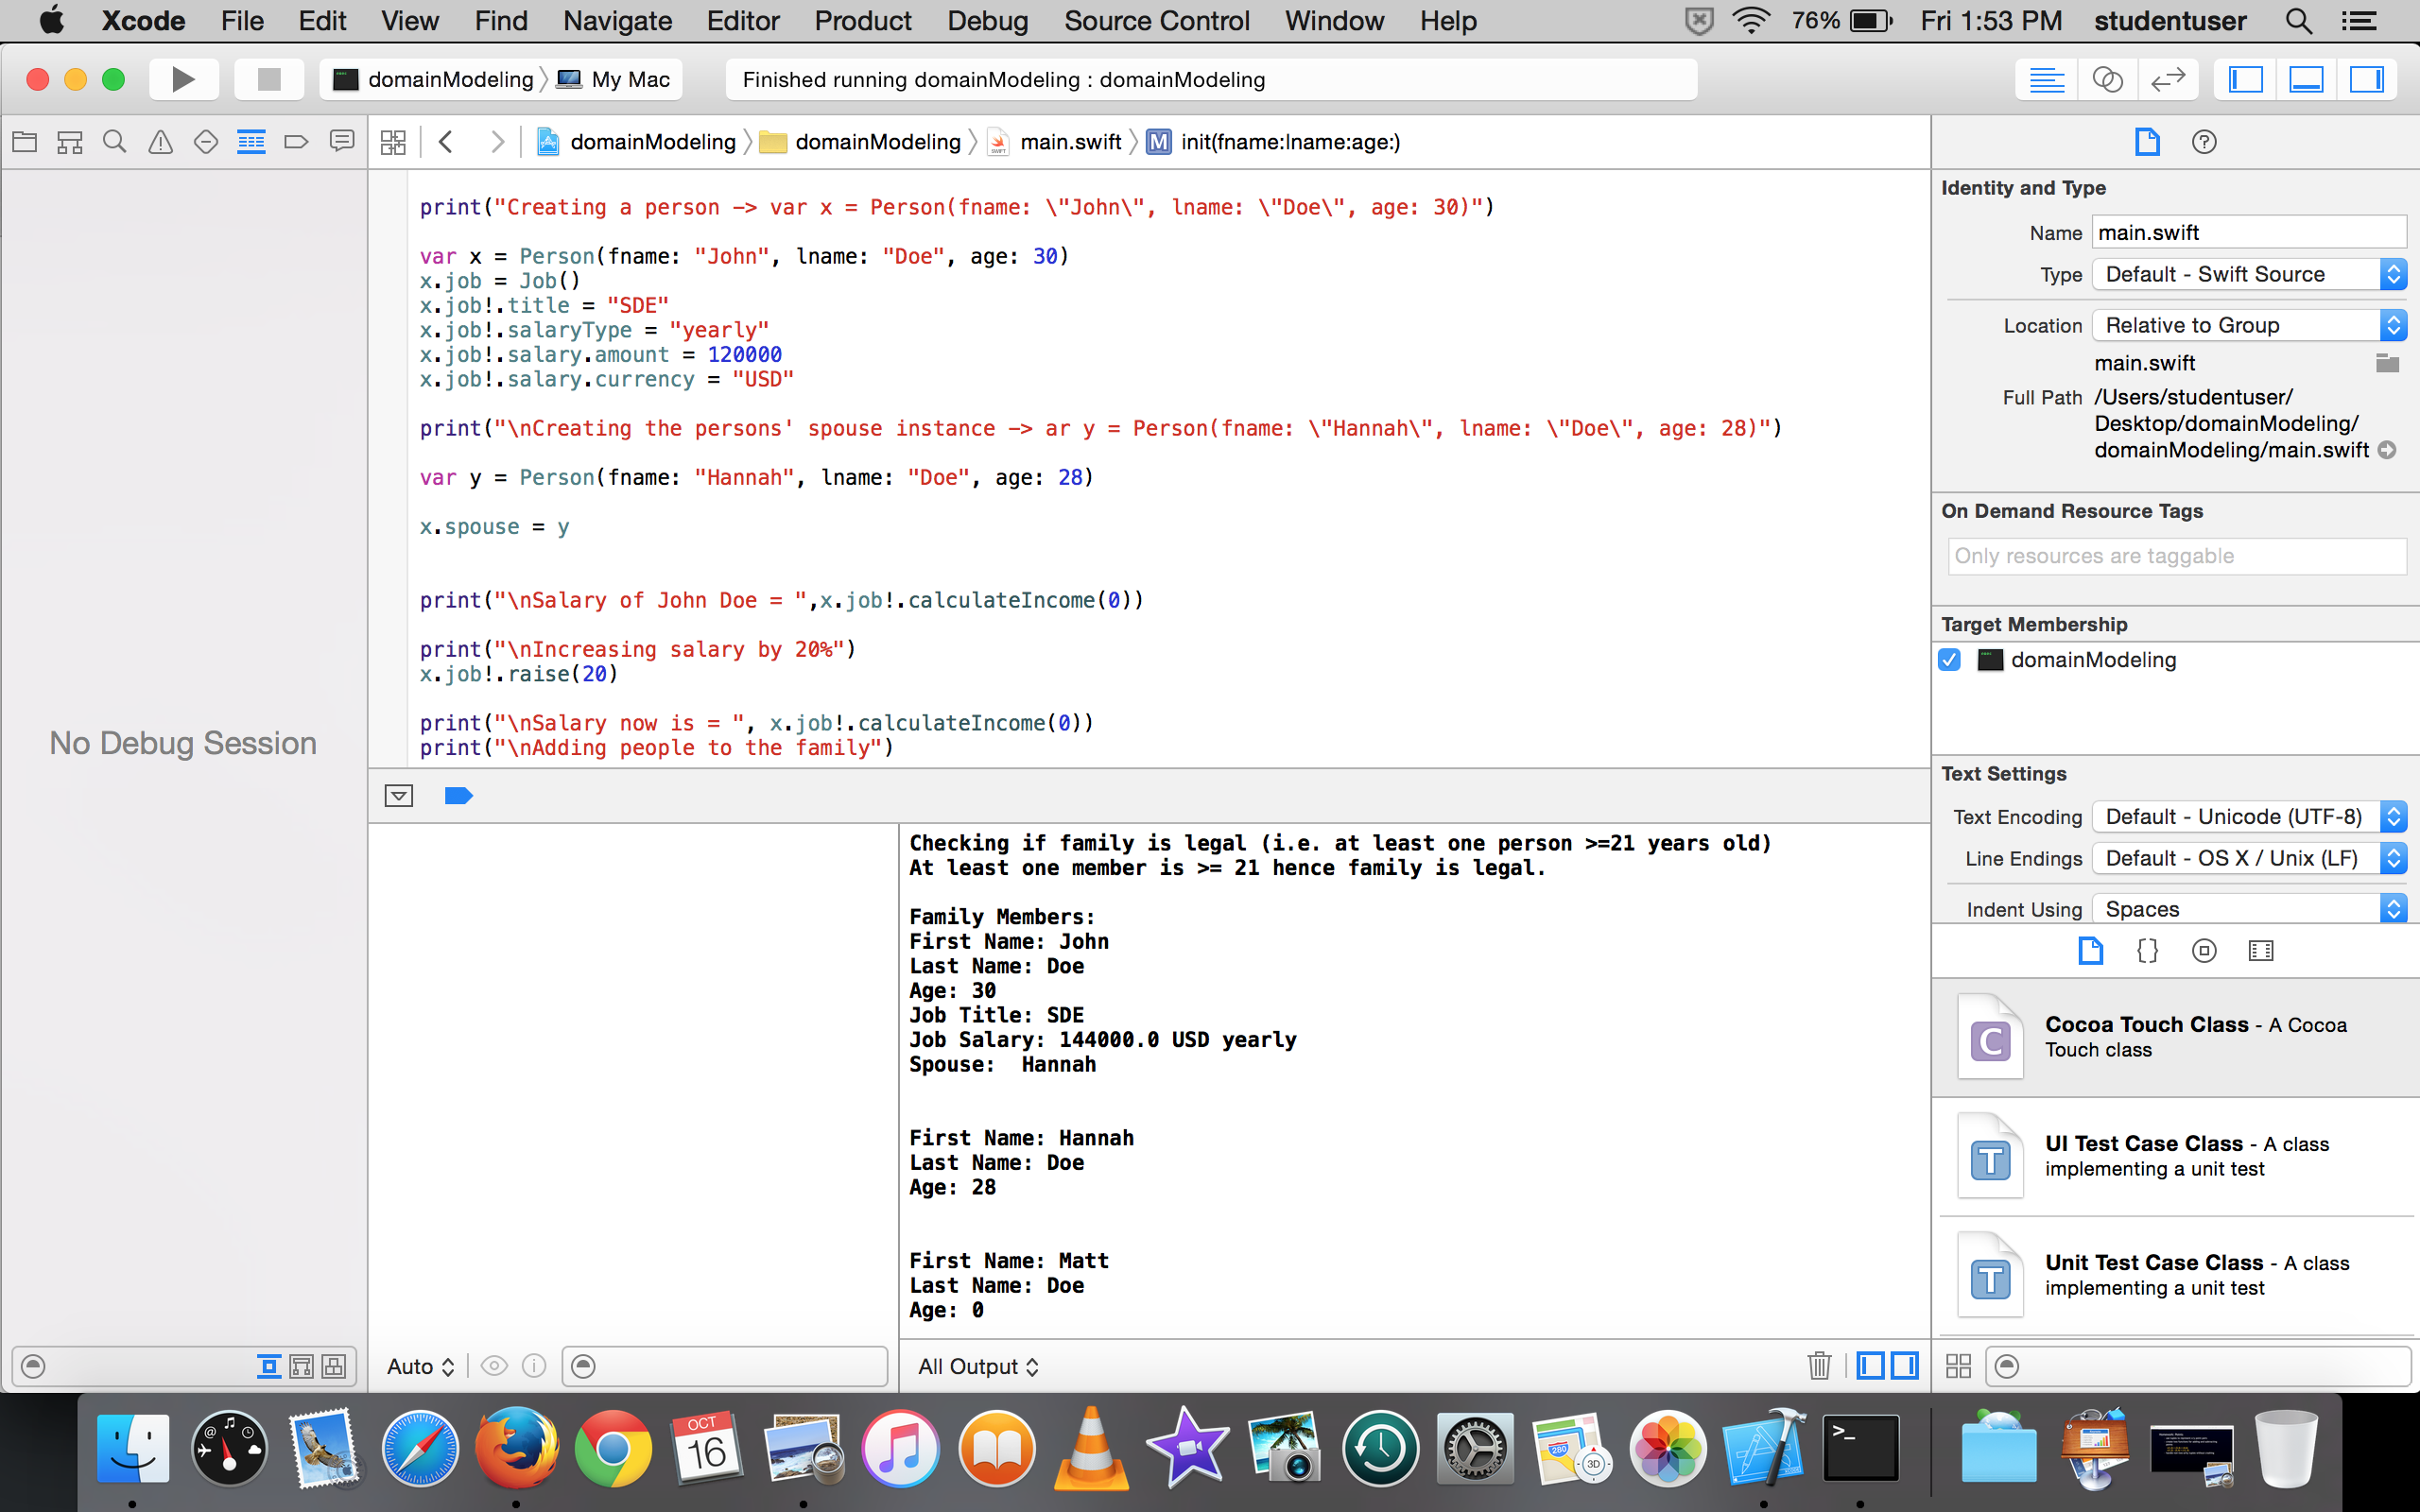 Xcode File Edit View Find Navigate Editor Product Debug Source Control Window Help 76% Fri 1:53 PM studentuser
domainModeling My Mac Finished running domainModeling : domainModeling
domainModeling domainModeling main.swift M init(fname:lname:age:)
No Debug Session
print("Creating a person -> var x = Person(fname: \"John\", lname: \"Doe\", age: 30)")
var x = Person(fname: "John", lname: "Doe", age: 30)
x.job = Job()
x.job!.title = "SDE"
x.job!.salaryType = "yearly"
x.job!.salary.amount = 120000
x.job!.salary.currency = "USD"
print("\nCreating the persons' spouse instance -> ar y = Person(fname: \"Hannah\", lname: \"Doe\", age: 28)")
var y = Person(fname: "Hannah", lname: "Doe", age: 28)
x.spouse = y
print("\nSalary of John Doe = ",x.job!.calculateIncome(0))
print("\nIncreasing salary by 20%")
x.job!.raise(20)
print("\nSalary now is = ", x.job!.calculateIncome(0))
print("\nAdding people to the family")
Checking if family is legal (i.e. at least one person >=21 years old)
At least one member is >= 21 hence family is legal.
Family Members:
First Name: John
Last Name: Doe
Age: 30
Job Title: SDE
Job Salary: 144000.0 USD yearly
Spouse:  Hannah
First Name: Hannah
Last Name: Doe
Age: 28
First Name: Matt
Last Name: Doe
Age: 0
Auto
All Output
Identity and Type
Name main.swift
Type Default - Swift Source
Location Relative to Group
main.swift
Full Path /Users/studentuser/
Desktop/domainModeling/
domainModeling/main.swift
On Demand Resource Tags
Only resources are taggable
Target Membership
domainModeling
Text Settings
Text Encoding Default - Unicode (UTF-8)
Line Endings Default - OS X / Unix (LF)
Indent Using Spaces
{}
C
Cocoa Touch Class - A Cocoa
Touch class
T
UI Test Case Class - A class
implementing a unit test
T
Unit Test Case Class - A class
implementing a unit test
OCT
16
280
3D
>_